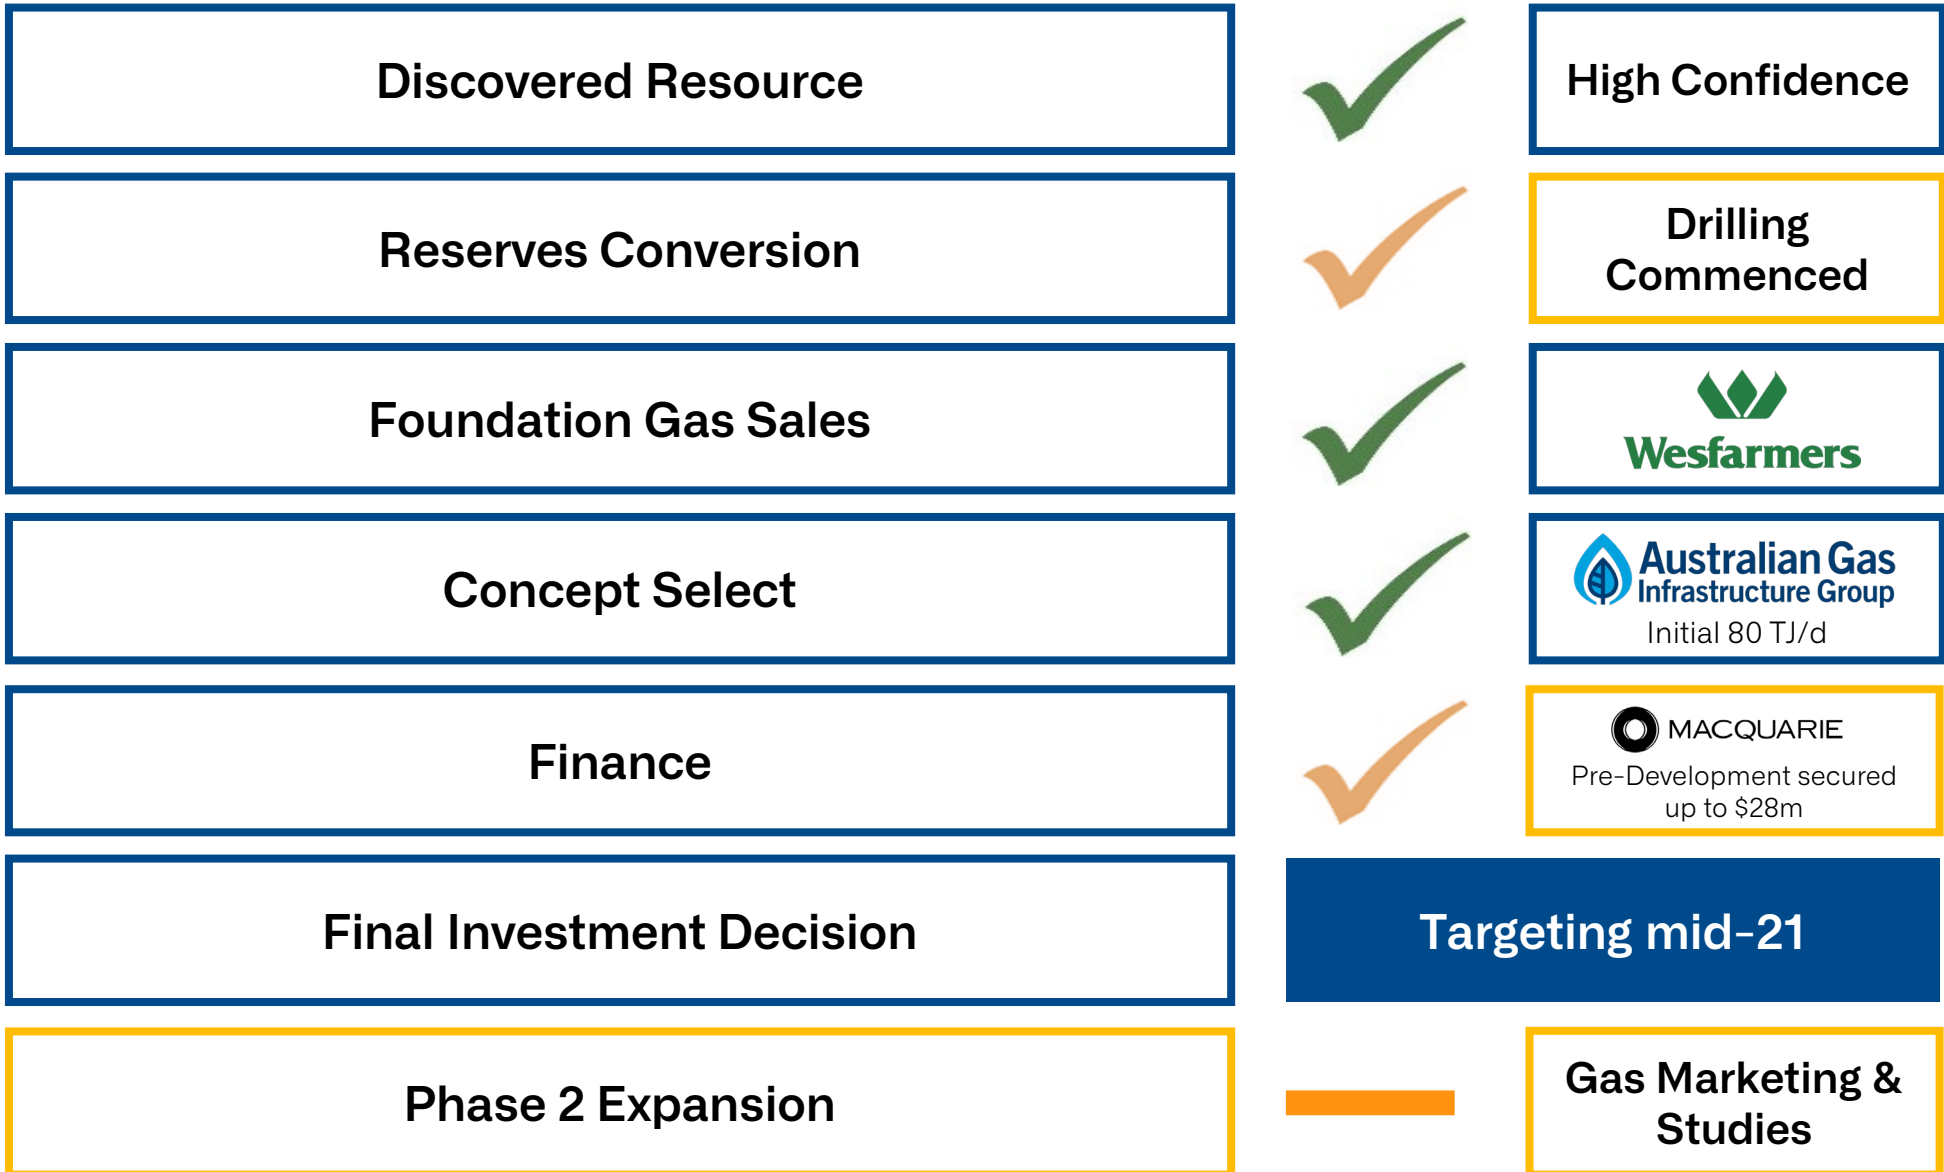 Discovered Resource
High Confidence
Reserves Conversion
Drilling
Commenced
Foundation Gas Sales
Wesfarmers
Concept Select
Australian Gas
Infrastructure Group
Initial 80 TJ/d
Finance
MACQUARIE
Pre-Development secured
up to $28m
Final Investment Decision
Targeting mid-21
Phase 2 Expansion
Gas Marketing &
Studies